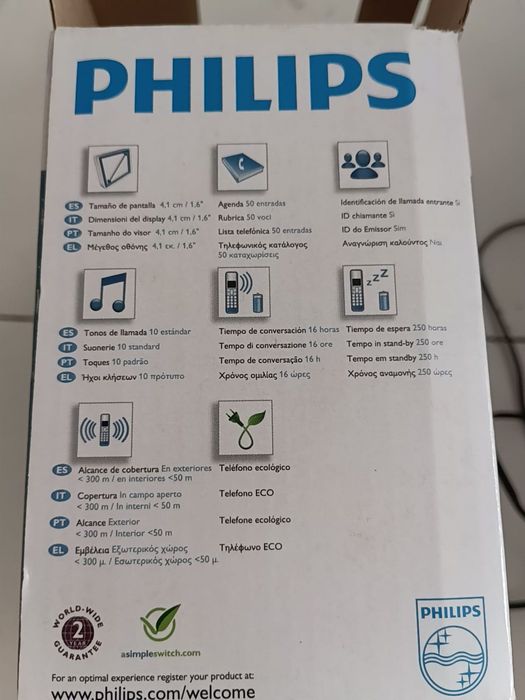 PHILIPS
ES Tamaño de pantalla 4,1 cm / 1,6"
IT Dimensioni del display 4,1 cm / 1,6"
PT Tamanho do visor 4,1 cm / 1,6"
EL Μέγεθος οθόνης 4,1 εκ. / 1,6"
Agenda 50 entradas
Rubrica 50 voci
Lista telefónica 50 entradas
Τηλεφωνικός κατάλογος
50 καταχωρίσεις
Identificación de llamada entrante Sí
ID chiamante Sì
ID do Emissor Sim
Αναγνώριση καλούντος Ναι
ES Tonos de llamada 10 estándar
IT Suonerie 10 standard
PT Toques 10 padrão
EL Ήχοι κλήσεων 10 πρότυπο
Tiempo de conversación 16 horas
Tempo di conversazione 16 ore
Tempo de conversação 16 h
Χρόνος ομιλίας 16 ώρες
zzZ
Tiempo de espera 250 horas
Tempo in stand-by 250 ore
Tempo em standby 250 h
Χρόνος αναμονής 250 ώρες
ES Alcance de cobertura En exteriores
< 300 m / en interiores <50 m
IT Copertura In campo aperto
< 300 m / In interni < 50 m
PT Alcance Exterior
< 300 m / Interior <50 m
EL Εμβέλεια Εξωτερικός χώρος
< 300 μ. / Εσωτερικός χώρος <50 μ.
Teléfono ecológico
Telefono ECO
Telefone ecológico
Τηλέφωνο ECO
WORLD-WIDE
2
YEAR
GUARANTEE
asimpleswitch.com
PHILIPS
For an optimal experience register your product at:
www.philips.com/welcome